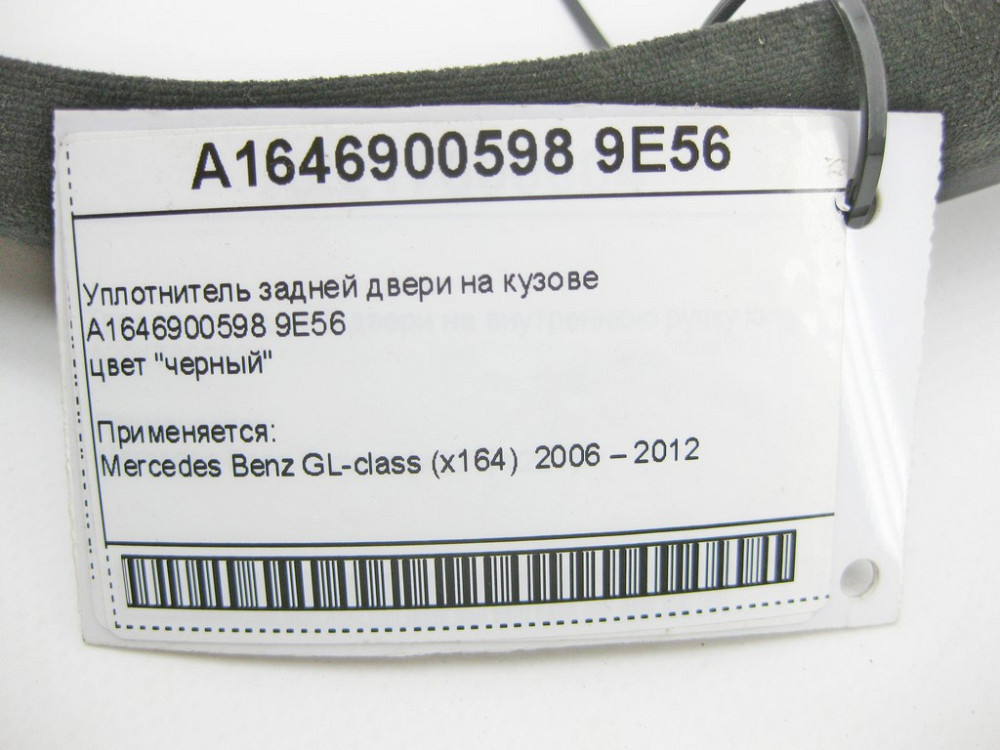 A1646900598 9E56
Уплотнитель задней двери на кузове
A1646900598 9E56
цвет "черный"
Применяется:
Mercedes Benz GL-class (x164) 2006 – 2012